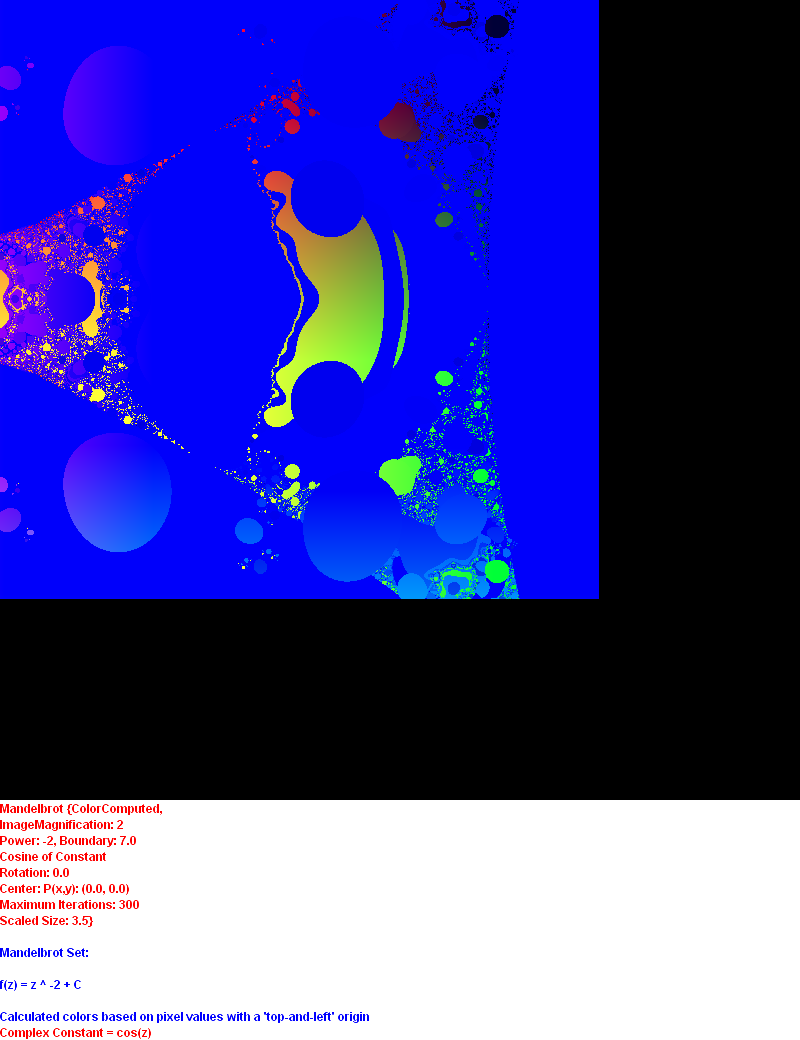 Mandelbrot {ColorComputed,
ImageMagnification: 2
Power: -2, Boundary: 7.0
Cosine of Constant
Rotation: 0.0
Center: P(x,y): (0.0, 0.0)
Maximum Iterations: 300
Scaled Size: 3.5}
Mandelbrot Set:
f(z) = z ^ -2 + C
Calculated colors based on pixel values with a 'top-and-left' origin
Complex Constant = cos(z)